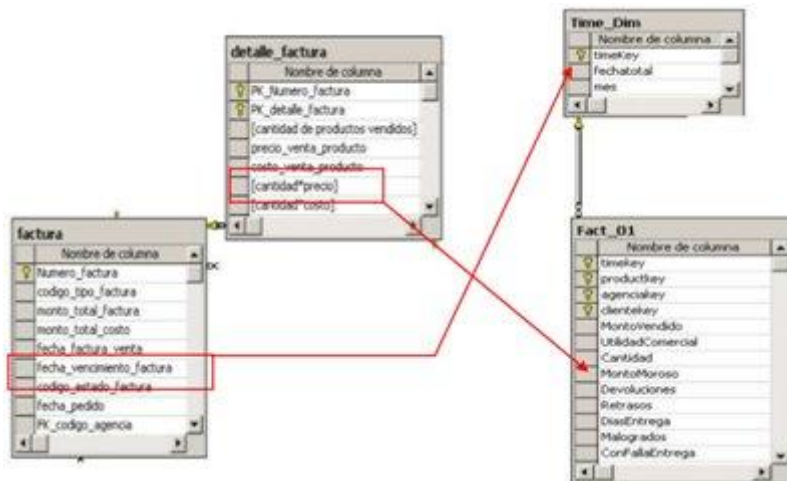 Time_Dim
Nombre de columna
timeKey
fechatotal
mes
detalle_factura
Nombre de columna
PK_Numero_factura
PK_detalle_factura
[cantidad de productos vendidos]
precio_venta_producto
costo_venta_producto
[cantidad*precio]
[cantidad*costo]
factura
Nombre de columna
Numero_factura
codigo_tipo_factura
monto_total_factura
monto_total_costo
fecha_factura_venta
fecha_vencimiento_factura
codigo_estado_factura
fecha_pedido
FK_codigo_agencia
Fact_01
Nombre de columna
timekey
productkey
agenciakey
clientekey
MontoVendido
UtilidadComercial
Cantidad
MontoMoroso
Devoluciones
Retrasos
DiasEntrega
Malogrados
ConFallaEntrega